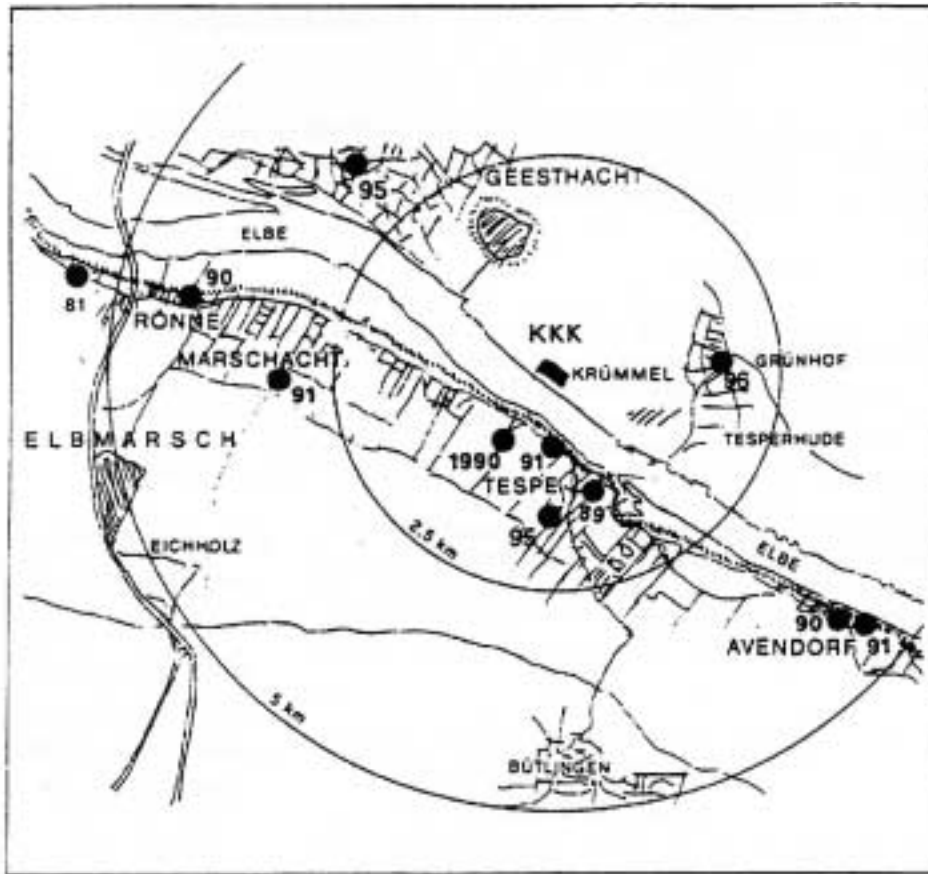 GEESTHACHT
95
ELBE
90
81
RÖNNE
KKK
KRÜMMEL
GRÜNHOF
95
MARSCHACHT
91
ELBMARSCH
TESPERHUDE
1990
91
TESPE
89
95
2,5 km
EICHHOLZ
ELBE
90
AVENDORF
91
5 km
BÜTLINGEN